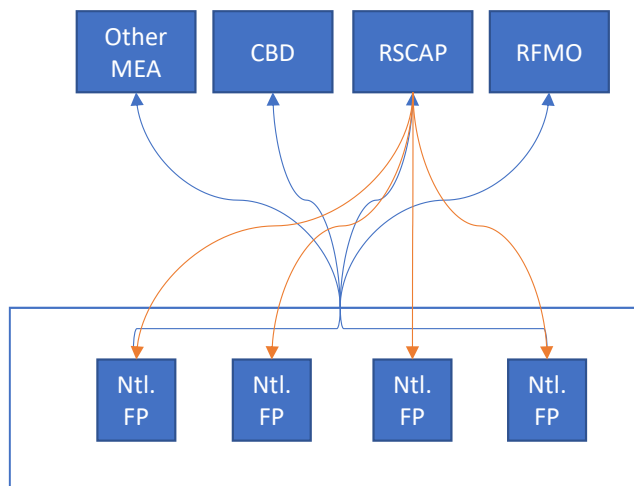 Other
MEA
CBD
RSCAP
RFMO
Ntl.
FP
Ntl.
FP
Ntl.
FP
Ntl.
FP